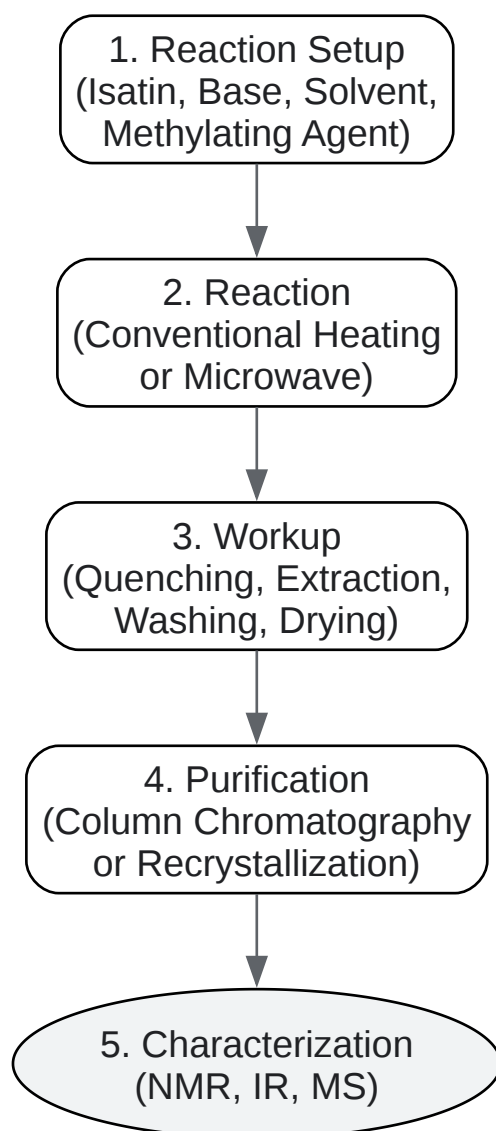 1. Reaction Setup
(Isatin, Base, Solvent,
Methylating Agent)
2. Reaction
(Conventional Heating
or Microwave)
3. Workup
(Quenching, Extraction,
Washing, Drying)
4. Purification
(Column Chromatography
or Recrystallization)
5. Characterization
(NMR, IR, MS)